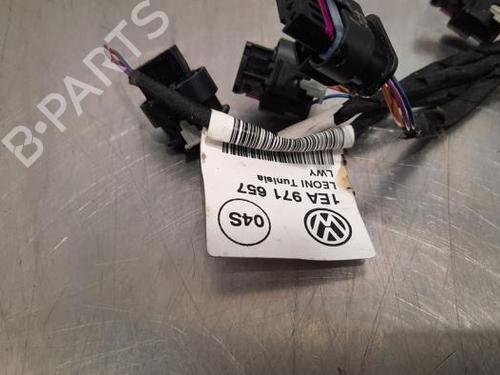 B-PARTS
1EA 971 657
LEONI Tunisia
LWY
04S